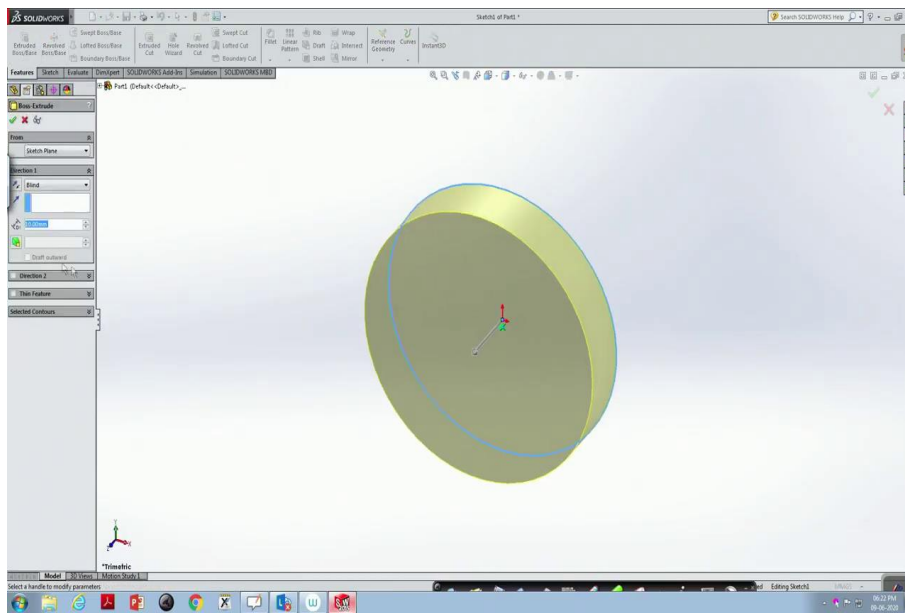 SOLIDWORKS
Sketch1 of Part1 *
Search SOLIDWORKS Help
Extruded Boss/Base
Revolved Boss/Base
Swept Boss/Base
Lofted Boss/Base
Boundary Boss/Base
Extruded Cut
Hole Wizard
Revolved Cut
Swept Cut
Lofted Cut
Boundary Cut
Fillet
Linear Pattern
Rib
Draft
Shell
Wrap
Intersect
Mirror
Reference Geometry
Curves
Instant3D
Features Sketch Evaluate DimXpert SOLIDWORKS Add-Ins Simulation SOLIDWORKS MBD
Part1 (Default<<Default>_...
Boss-Extrude
From
Sketch Plane
Direction 1
Blind
10.00mm
Draft outward
Direction 2
Thin Feature
Selected Contours
*Trimetric
Model 3D Views Motion Study 1
Select a handle to modify parameters
Editing Sketch1
06:22 PM
09-06-2020